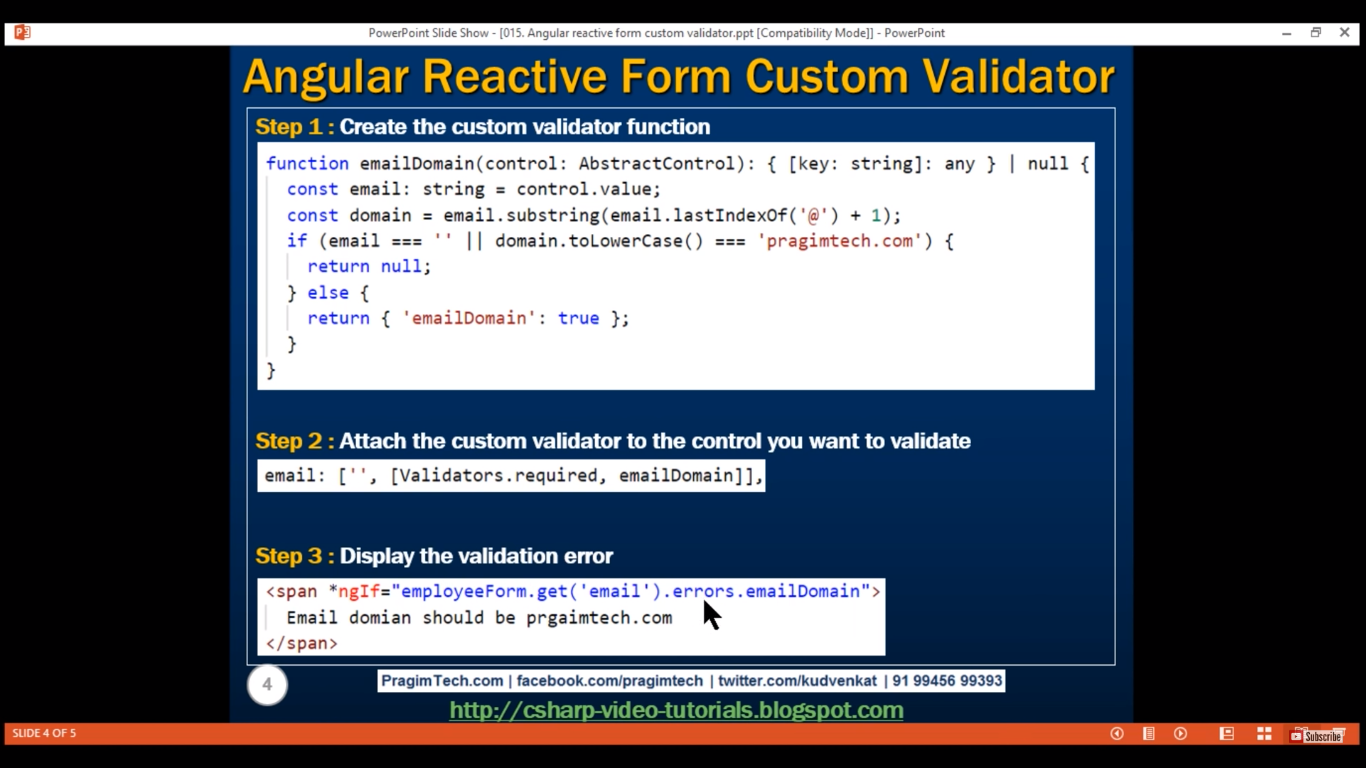 PowerPoint Slide Show - [015. Angular reactive form custom validator.ppt [Compatibility Mode]] - PowerPoint
Angular Reactive Form Custom Validator
Step 1 : Create the custom validator function
function emailDomain(control: AbstractControl): { [key: string]: any } | null {
const email: string = control.value;
const domain = email.substring(email.lastIndexOf('@') + 1);
if (email === '' || domain.toLowerCase() === 'pragimtech.com') {
return null;
} else {
return { 'emailDomain': true };
}
}
Step 2 : Attach the custom validator to the control you want to validate
email: ['', [Validators.required, emailDomain]],
Step 3 : Display the validation error
<span *ngIf="employeeForm.get('email').errors.emailDomain">
Email domian should be prgaimtech.com
</span>
4
PragimTech.com | facebook.com/pragimtech | twitter.com/kudvenkat | 91 99456 99393
http://csharp-video-tutorials.blogspot.com
SLIDE 4 OF 5
Subscribe